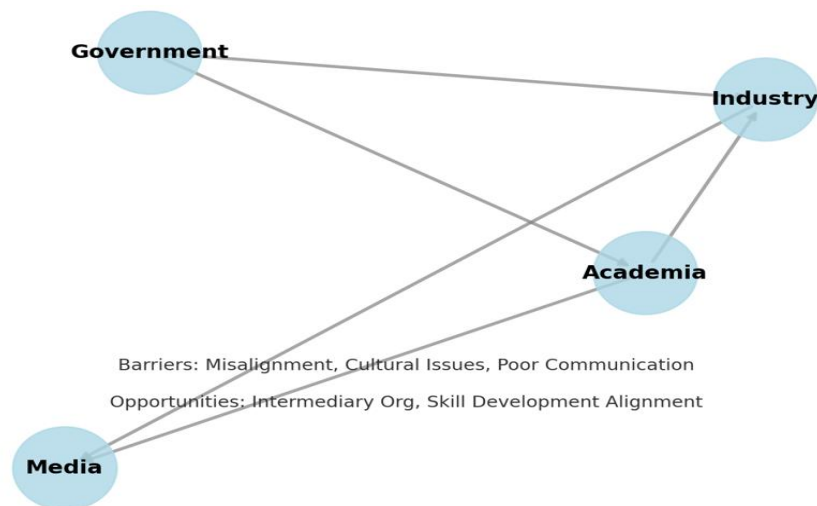 Government
Industry
Academia
Barriers: Misalignment, Cultural Issues, Poor Communication
Opportunities: Intermediary Org, Skill Development Alignment
Media